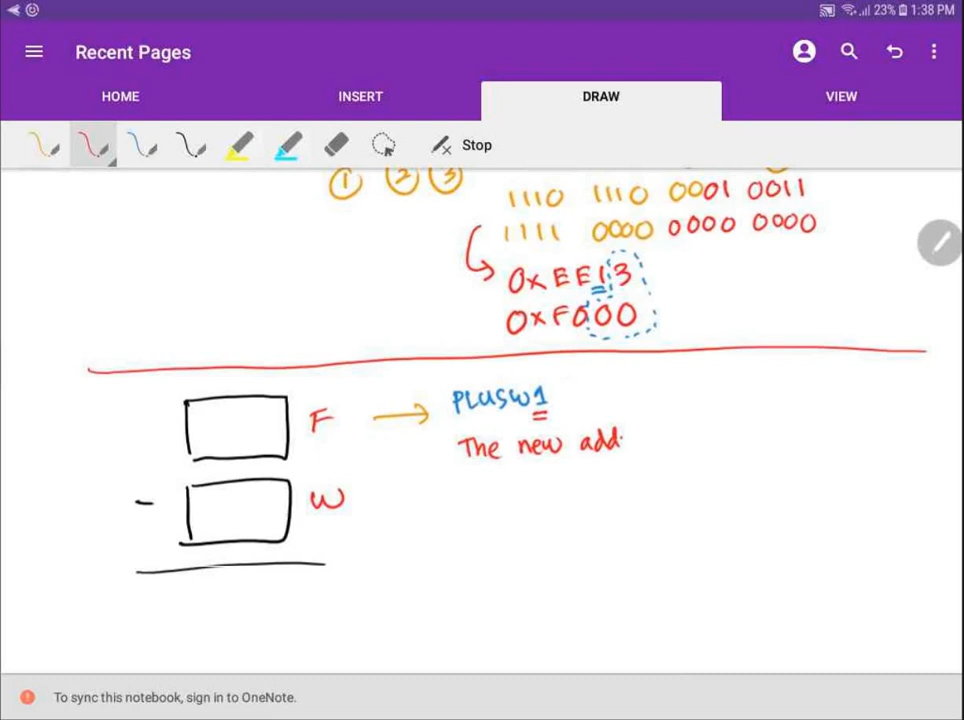 23% 1:38 PM
Recent Pages
HOME INSERT DRAW VIEW
Stop
1 2 3
1110 1110 0001 0011
1111 0000 0000 0000
0xEE13
0xF000
F → PLUSW1
The new add
- W
To sync this notebook, sign in to OneNote.